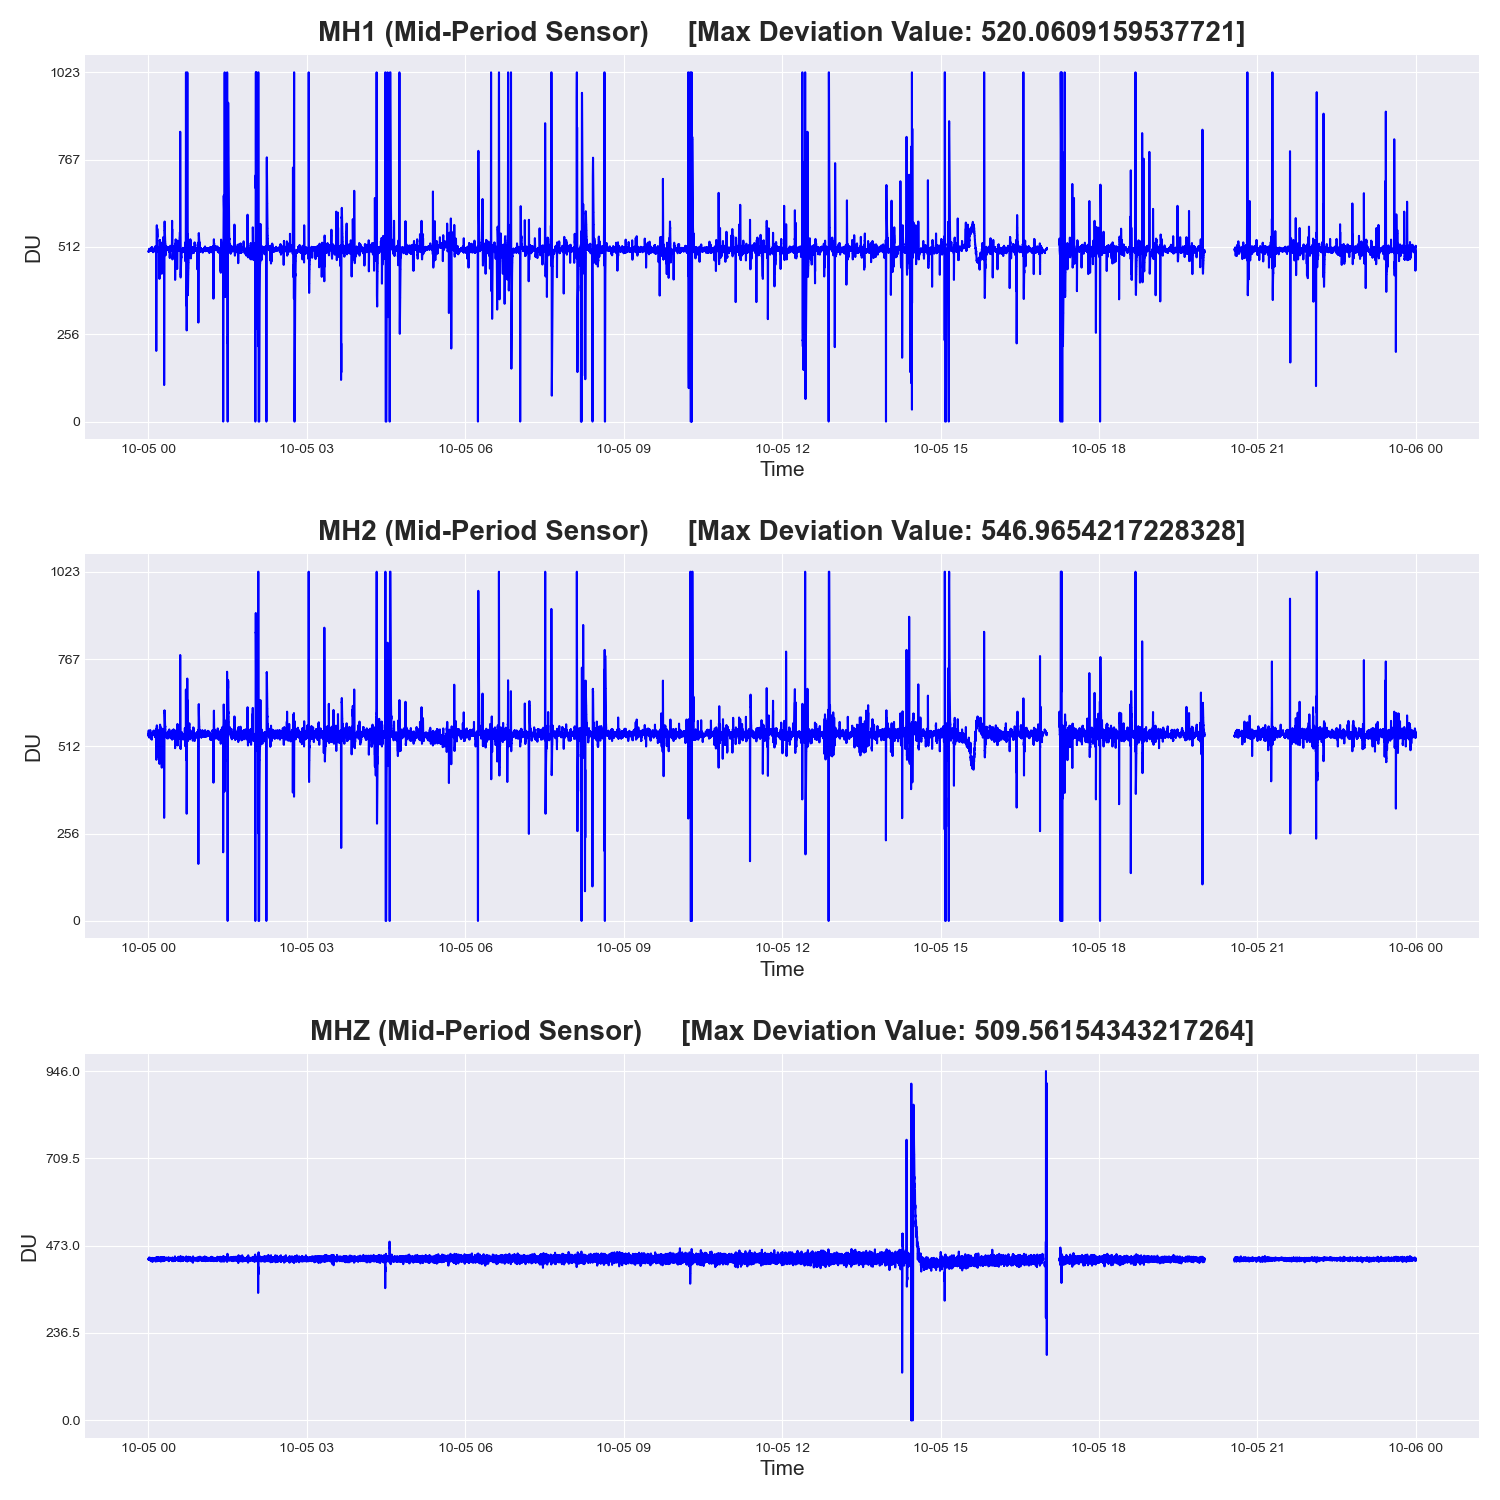 MH1 (Mid-Period Sensor) [Max Deviation Value: 520.0609159537721]
1023
767
512
256
0
DU
10-05 00 10-05 03 10-05 06 10-05 09 10-05 12 10-05 15 10-05 18 10-05 21 10-06 00
Time
MH2 (Mid-Period Sensor) [Max Deviation Value: 546.9654217228328]
1023
767
512
256
0
DU
10-05 00 10-05 03 10-05 06 10-05 09 10-05 12 10-05 15 10-05 18 10-05 21 10-06 00
Time
MHZ (Mid-Period Sensor) [Max Deviation Value: 509.56154343217264]
946.0
709.5
473.0
236.5
0.0
DU
10-05 00 10-05 03 10-05 06 10-05 09 10-05 12 10-05 15 10-05 18 10-05 21 10-06 00
Time